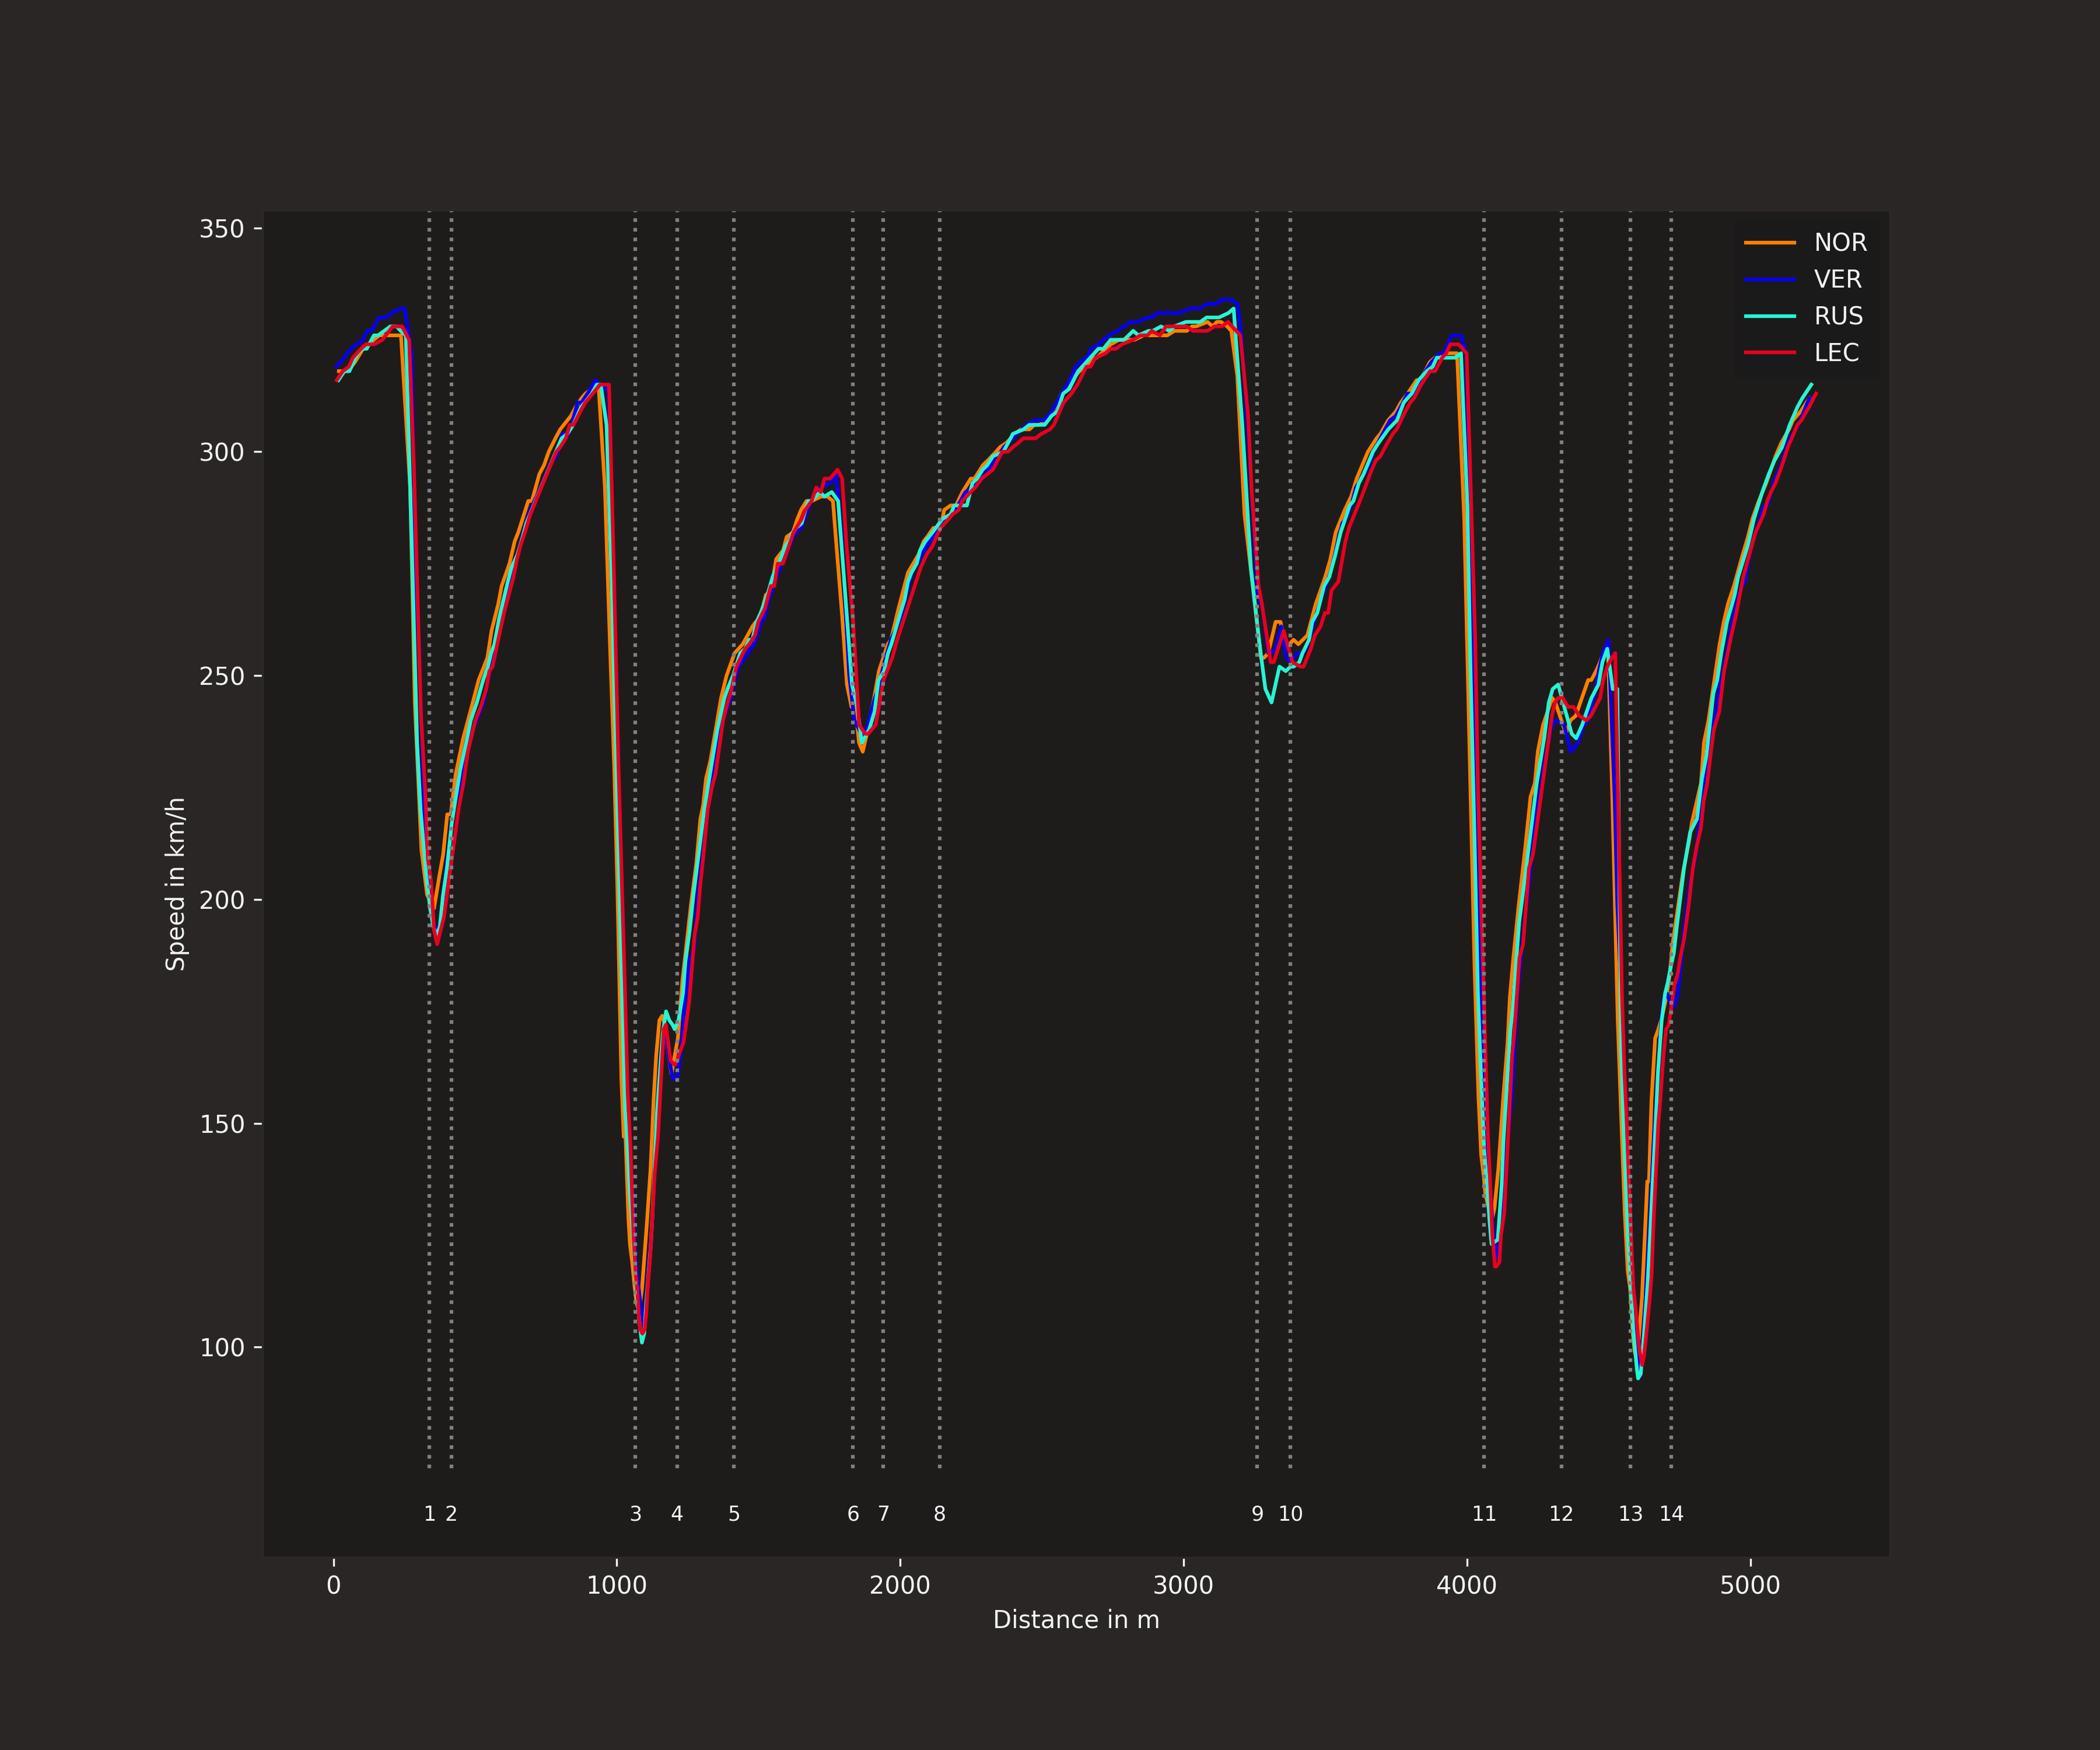 350
300
250
200
150
100
Speed in km/h
NOR
VER
RUS
LEC
1 2 3 4 5 6 7 8 9 10 11 12 13 14
0 1000 2000 3000 4000 5000
Distance in m